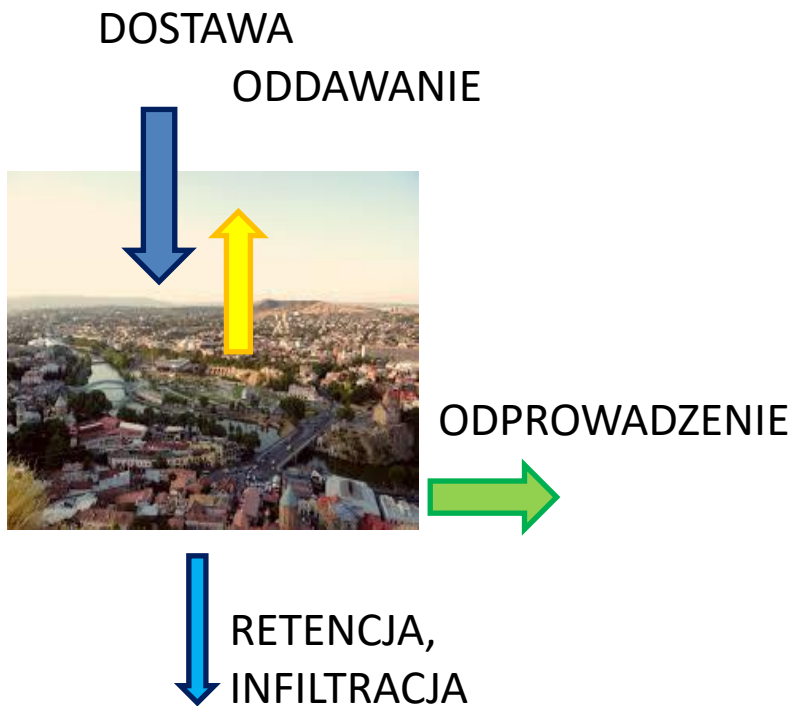 DOSTAWA
ODDAWANIE
ODPROWADZENIE
RETENCJA,
INFILTRACJA